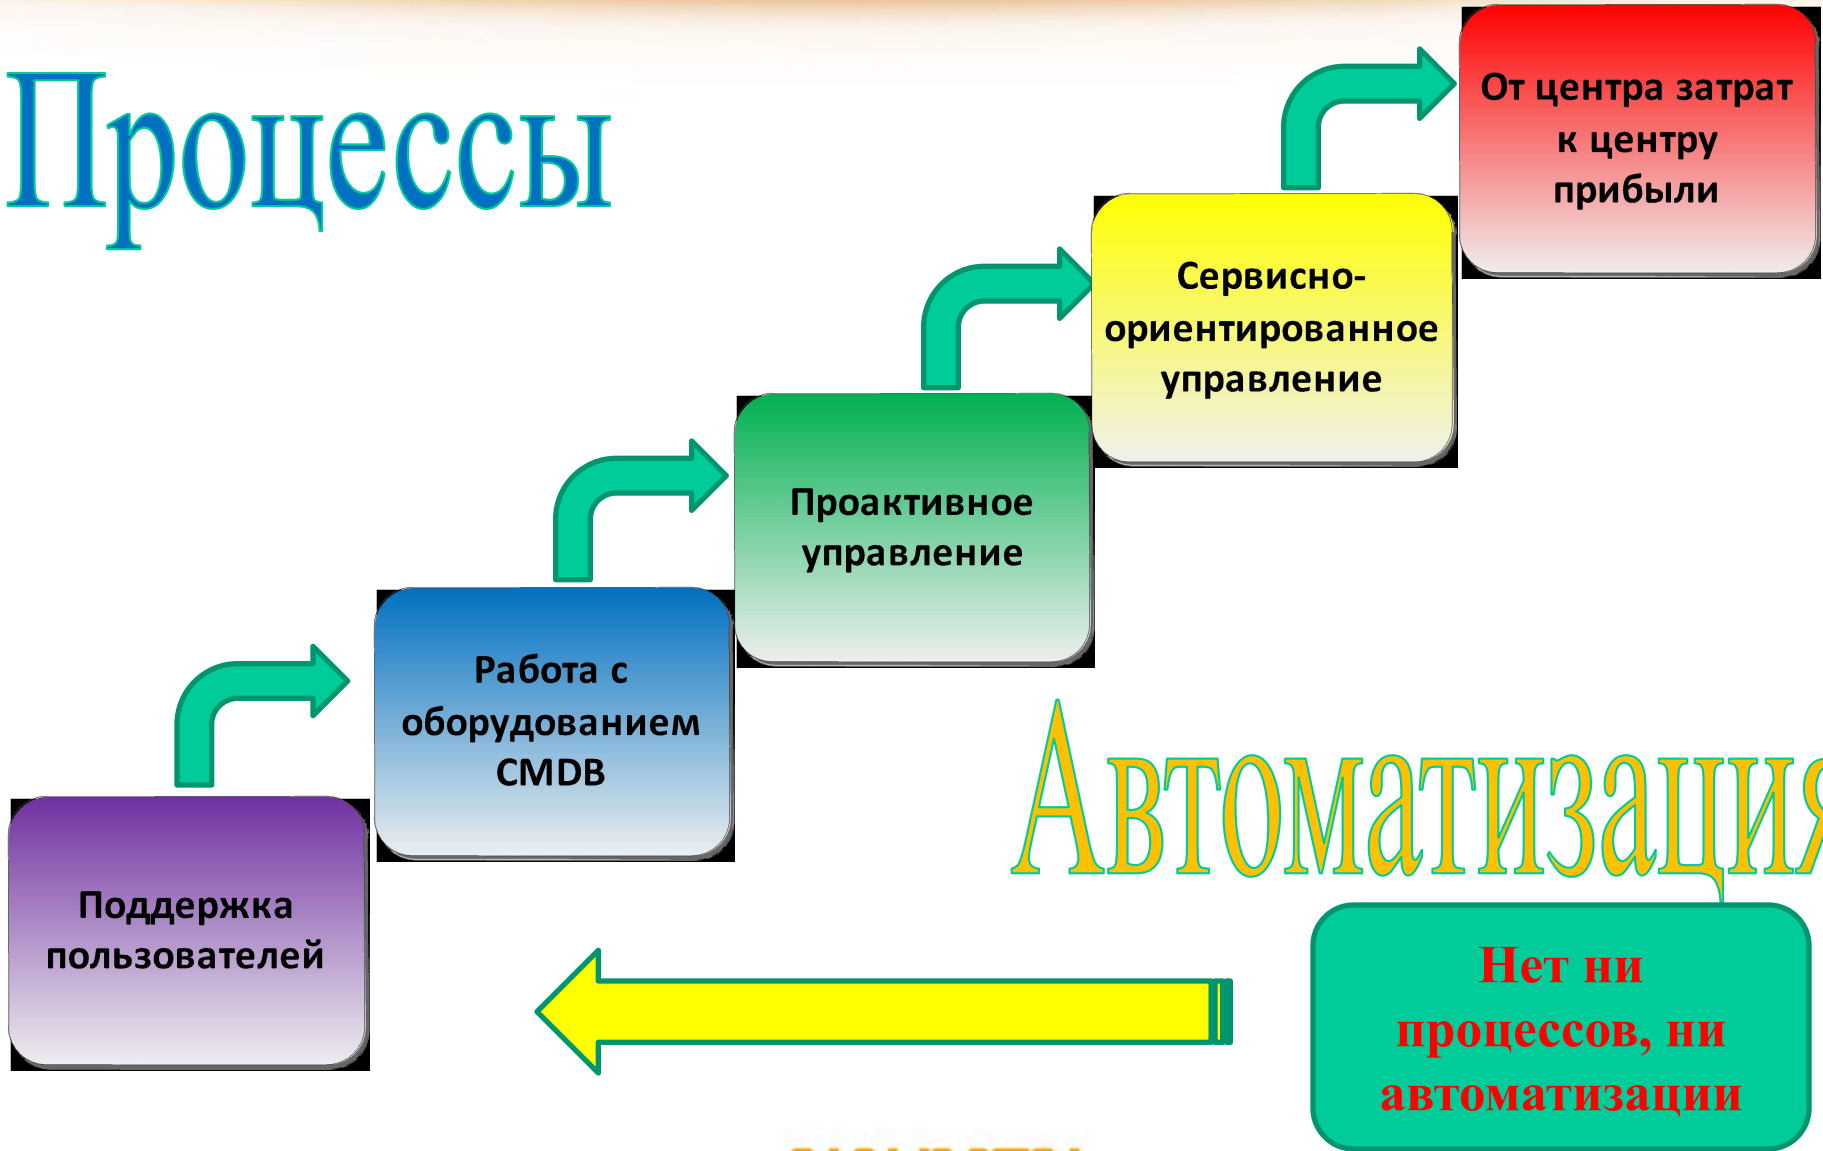 Процессы
От центра затрат
к центру
прибыли
Сервисно-
ориентированное
управление
Проактивное
управление
Работа с
оборудованием
CMDB
Поддержка
пользователей
Автоматизация
Нет ни
процессов, ни
автоматизации